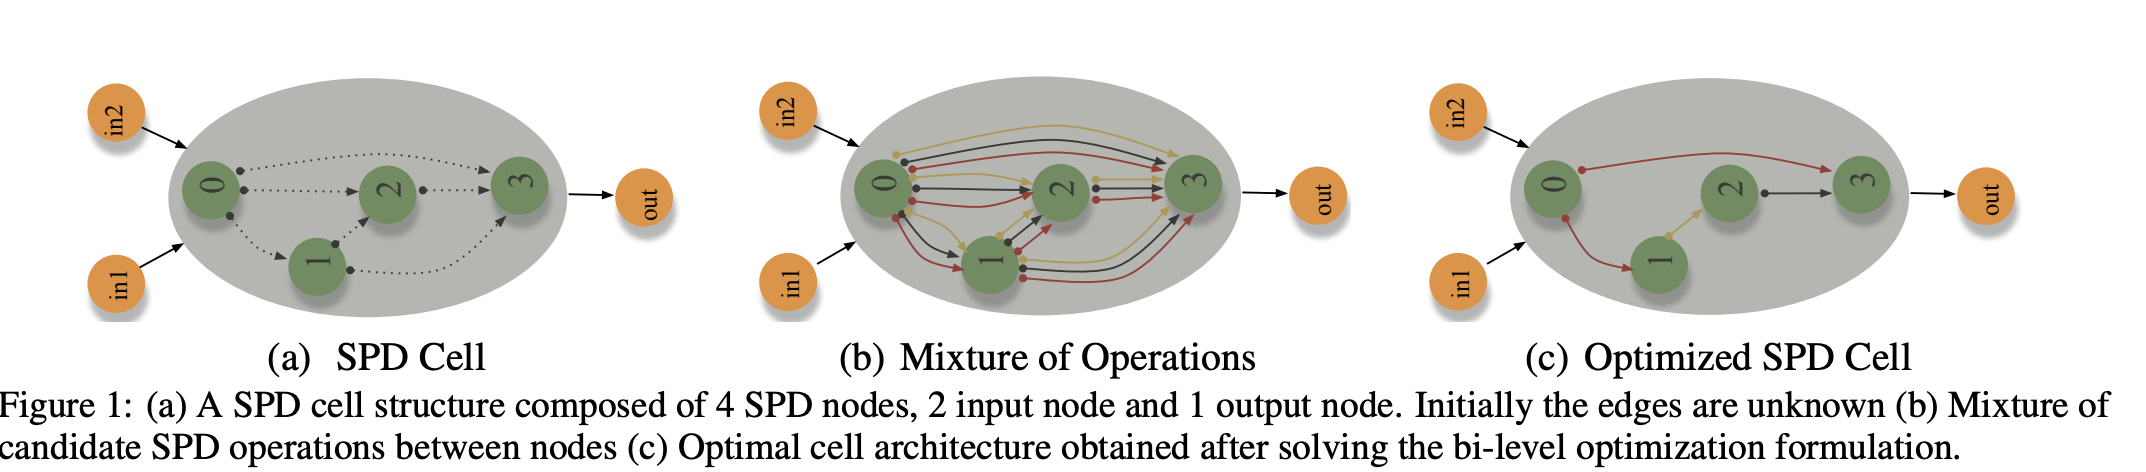 in2
0
2
3
1
in1
out
in2
0
2
3
1
in1
out
in2
0
2
3
1
in1
out
(a) SPD Cell
(b) Mixture of Operations
(c) Optimized SPD Cell
Figure 1: (a) A SPD cell structure composed of 4 SPD nodes, 2 input node and 1 output node. Initially the edges are unknown (b) Mixture of
candidate SPD operations between nodes (c) Optimal cell architecture obtained after solving the bi-level optimization formulation.